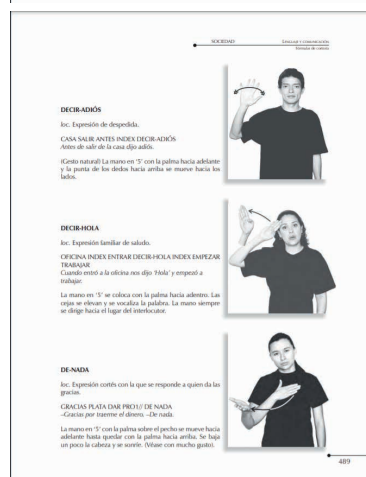 SOCIEDAD
LENGUAJE Y COMUNICACIÓN
Fórmulas de cortesía
DECIR-ADIÓS
loc. Expresión de despedida.
CASA SALIR ANTES INDEX DECIR-ADIÓS
Antes de salir de la casa dijo adiós.
(Gesto natural) La mano en '5' con la palma hacia adelante
y la punta de los dedos hacia arriba se mueve hacia los
lados.
DECIR-HOLA
loc. Expresión familiar de saludo.
OFICINA INDEX ENTRAR DECIR-HOLA INDEX EMPEZAR
TRABAJAR
Cuando entró a la oficina nos dijo 'Hola' y empezó a
trabajar.
La mano en '5' se coloca con la palma hacia adentro. Las
cejas se elevan y se vocaliza la palabra. La mano siempre
se dirige hacia el lugar del interlocutor.
DE-NADA
loc. Expresión cortés con la que se responde a quien da las
gracias.
GRACIAS PLATA DAR PRO1// DE NADA
–Gracias por traerme el dinero. –De nada.
La mano en '5' con la palma sobre el pecho se mueve hacia
adelante hasta quedar con la palma hacia arriba. Se baja
un poco la cabeza y se sonríe. (Véase con mucho gusto).
489